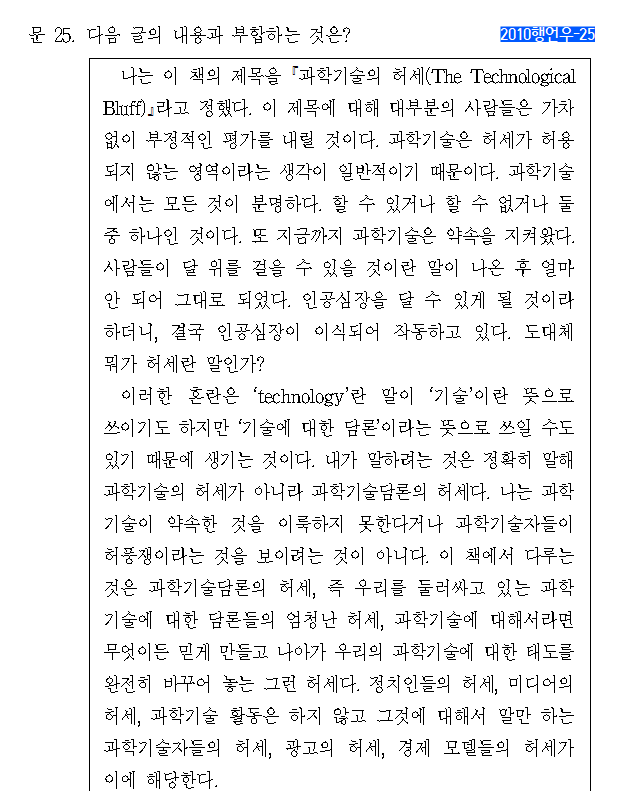 문 25. 다음 글의 내용과 부합하는 것은?
2010행언우-25
나는 이 책의 제목을 『과학기술의 허세(The Technological
Bluff)』라고 정했다. 이 제목에 대해 대부분의 사람들은 가차
없이 부정적인 평가를 내릴 것이다. 과학기술은 허세가 허용
되지 않는 영역이라는 생각이 일반적이기 때문이다. 과학기술
에서는 모든 것이 분명하다. 할 수 있거나 할 수 없거나 둘
중 하나인 것이다. 또 지금까지 과학기술은 약속을 지켜왔다.
사람들이 달 위를 걸을 수 있을 것이란 말이 나온 후 얼마
안 되어 그대로 되었다. 인공심장을 달 수 있게 될 것이라
하더니, 결국 인공심장이 이식되어 작동하고 있다. 도대체
뭐가 허세란 말인가?
이러한 혼란은 ‘technology’란 말이 ‘기술’이란 뜻으로
쓰이기도 하지만 ‘기술에 대한 담론’이라는 뜻으로 쓰일 수도
있기 때문에 생기는 것이다. 내가 말하려는 것은 정확히 말해
과학기술의 허세가 아니라 과학기술담론의 허세다. 나는 과학
기술이 약속한 것을 이룩하지 못한다거나 과학기술자들이
허풍쟁이라는 것을 보이려는 것이 아니다. 이 책에서 다루는
것은 과학기술담론의 허세, 즉 우리를 둘러싸고 있는 과학
기술에 대한 담론들의 엄청난 허세, 과학기술에 대해서라면
무엇이든 믿게 만들고 나아가 우리의 과학기술에 대한 태도를
완전히 바꾸어 놓는 그런 허세다. 정치인들의 허세, 미디어의
허세, 과학기술 활동은 하지 않고 그것에 대해서 말만 하는
과학기술자들의 허세, 광고의 허세, 경제 모델들의 허세가
이에 해당한다.